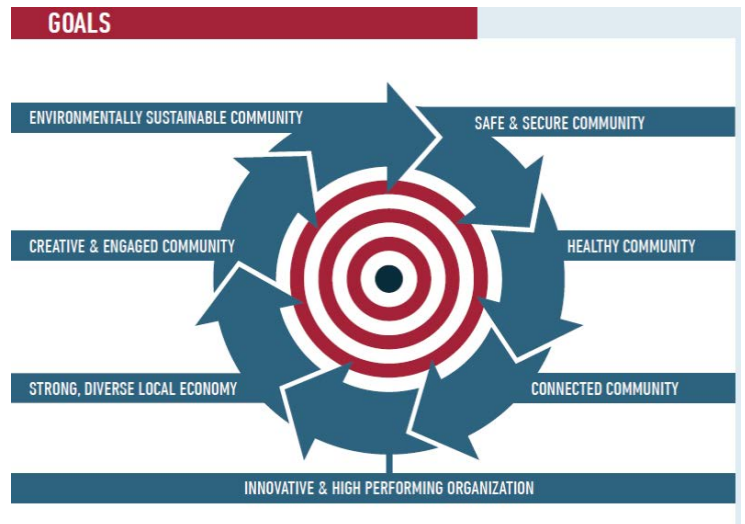 GOALS
ENVIRONMENTALLY SUSTAINABLE COMMUNITY
SAFE & SECURE COMMUNITY
CREATIVE & ENGAGED COMMUNITY
HEALTHY COMMUNITY
STRONG, DIVERSE LOCAL ECONOMY
CONNECTED COMMUNITY
INNOVATIVE & HIGH PERFORMING ORGANIZATION